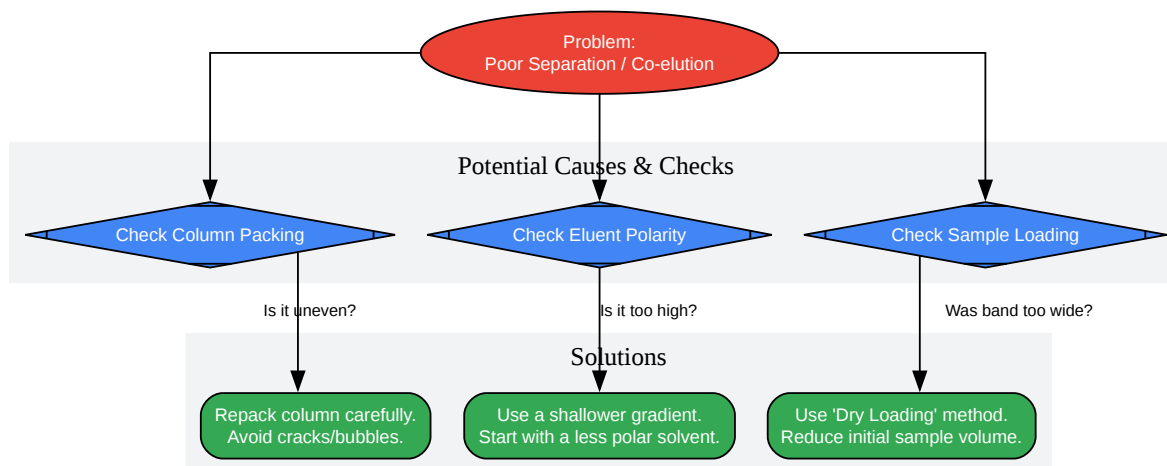 Problem:
Poor Separation / Co-elution
Potential Causes & Checks
Check Column Packing
Check Eluent Polarity
Check Sample Loading
Is it uneven?
Is it too high?
Was band too wide?
Solutions
Repack column carefully.
Avoid cracks/bubbles.
Use a shallower gradient.
Start with a less polar solvent.
Use 'Dry Loading' method.
Reduce initial sample volume.